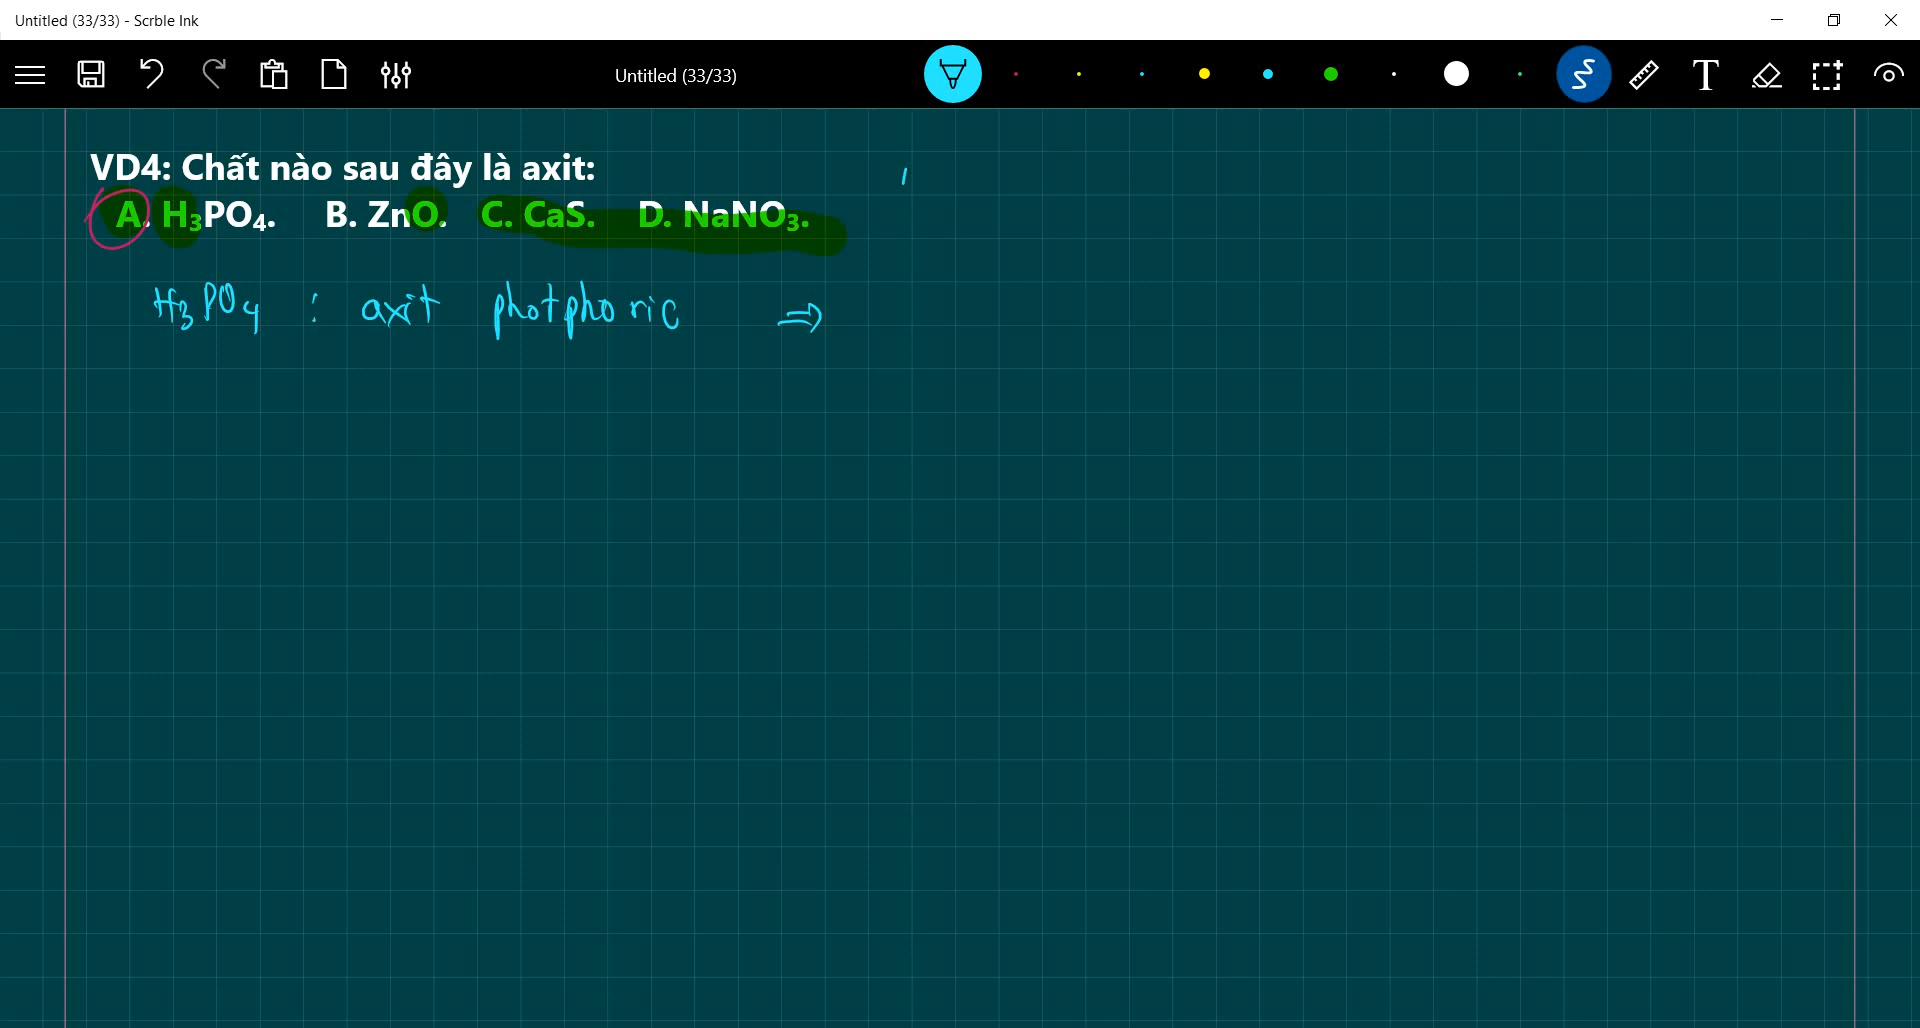 Untitled (33/33) - Scrble Ink
Untitled (33/33)
T
VD4: Chất nào sau đây là axit:
A. H₃PO₄. B. ZnO. C. CaS. D. NaNO₃.
H₃PO₄ : axit photphoric ⇒